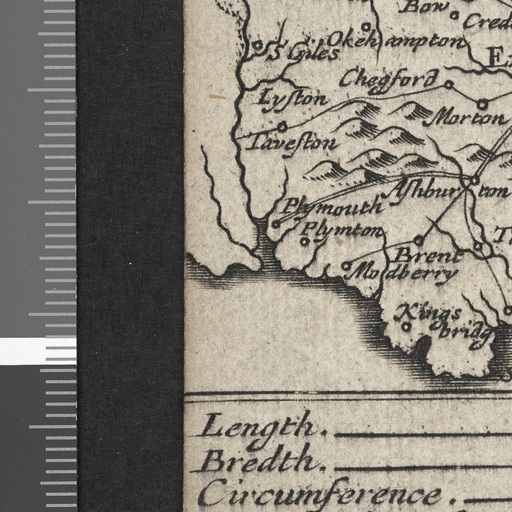 Bow
Cred
Okehampton
S Giles
E
Chegford
Lyston
Morton
Taveston
Ashburton
Plymouth
Plymton
Brent
Modberry
Kings
bridg
Length.
Bredth.
Circumference.